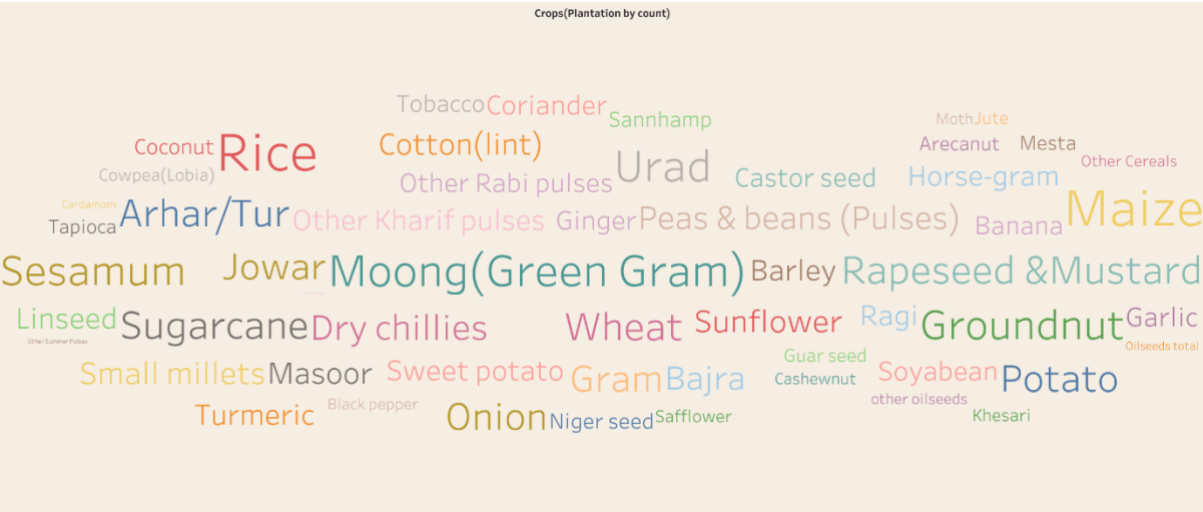 Crops(Plantation by count)
Tobacco Coriander
Sannhamp
Moth Jute
Coconut Rice Cotton(lint) Arecanut Mesta
Urad Other Cereals
Cowpea(Lobia) Other Rabi pulses Castor seed Horse-gram
Cardamom Maize
Tapioca Arhar/Tur Other Kharif pulses Ginger Peas & beans (Pulses) Banana
Sesamum Jowar Moong(Green Gram) Barley Rapeseed &Mustard
Linseed Sugarcane Dry chillies Wheat Sunflower Ragi Groundnut Garlic
Other Summer Pulses Oilseeds total
Guar seed
Small millets Masoor Sweet potato Gram Bajra Cashewnut Soyabean Potato
Black pepper other oilseeds
Turmeric Onion Niger seed Safflower Khesari